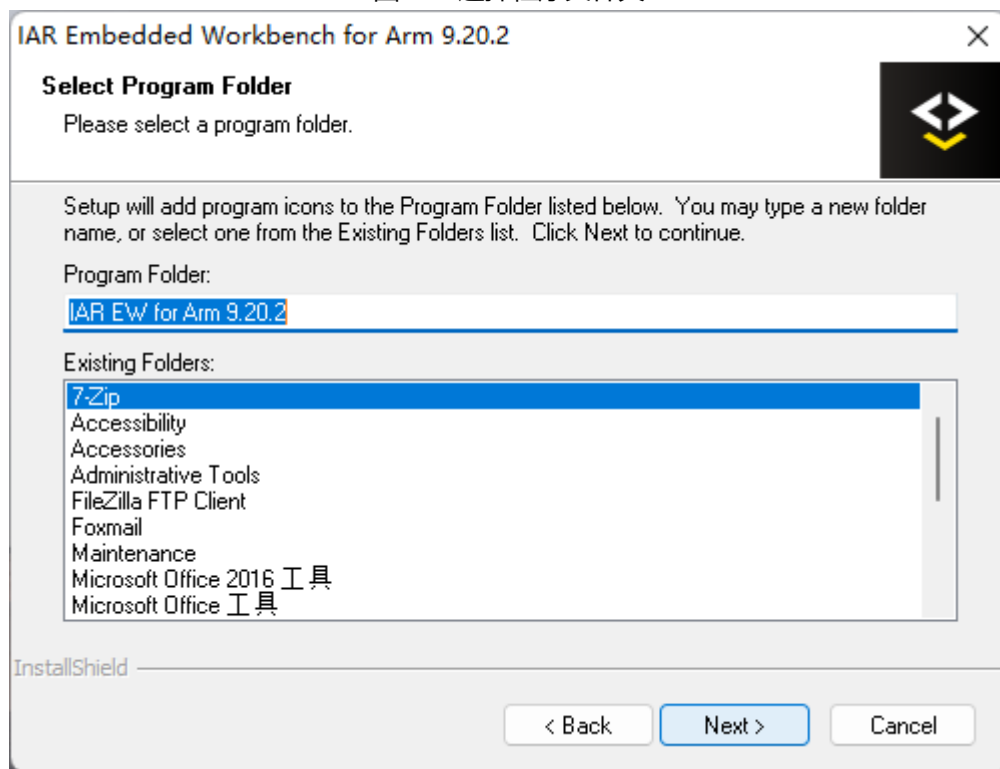 IAR Embedded Workbench for Arm 9.20.2
Select Program Folder
Please select a program folder.
Setup will add program icons to the Program Folder listed below.  You may type a new folder
name, or select one from the Existing Folders list.  Click Next to continue.
Program Folder:
IAR EW for Arm 9.20.2
Existing Folders:
7-Zip
Accessibility
Accessories
Administrative Tools
FileZilla FTP Client
Foxmail
Maintenance
Microsoft Office 2016 工具
Microsoft Office 工具
InstallShield
< Back
Next >
Cancel